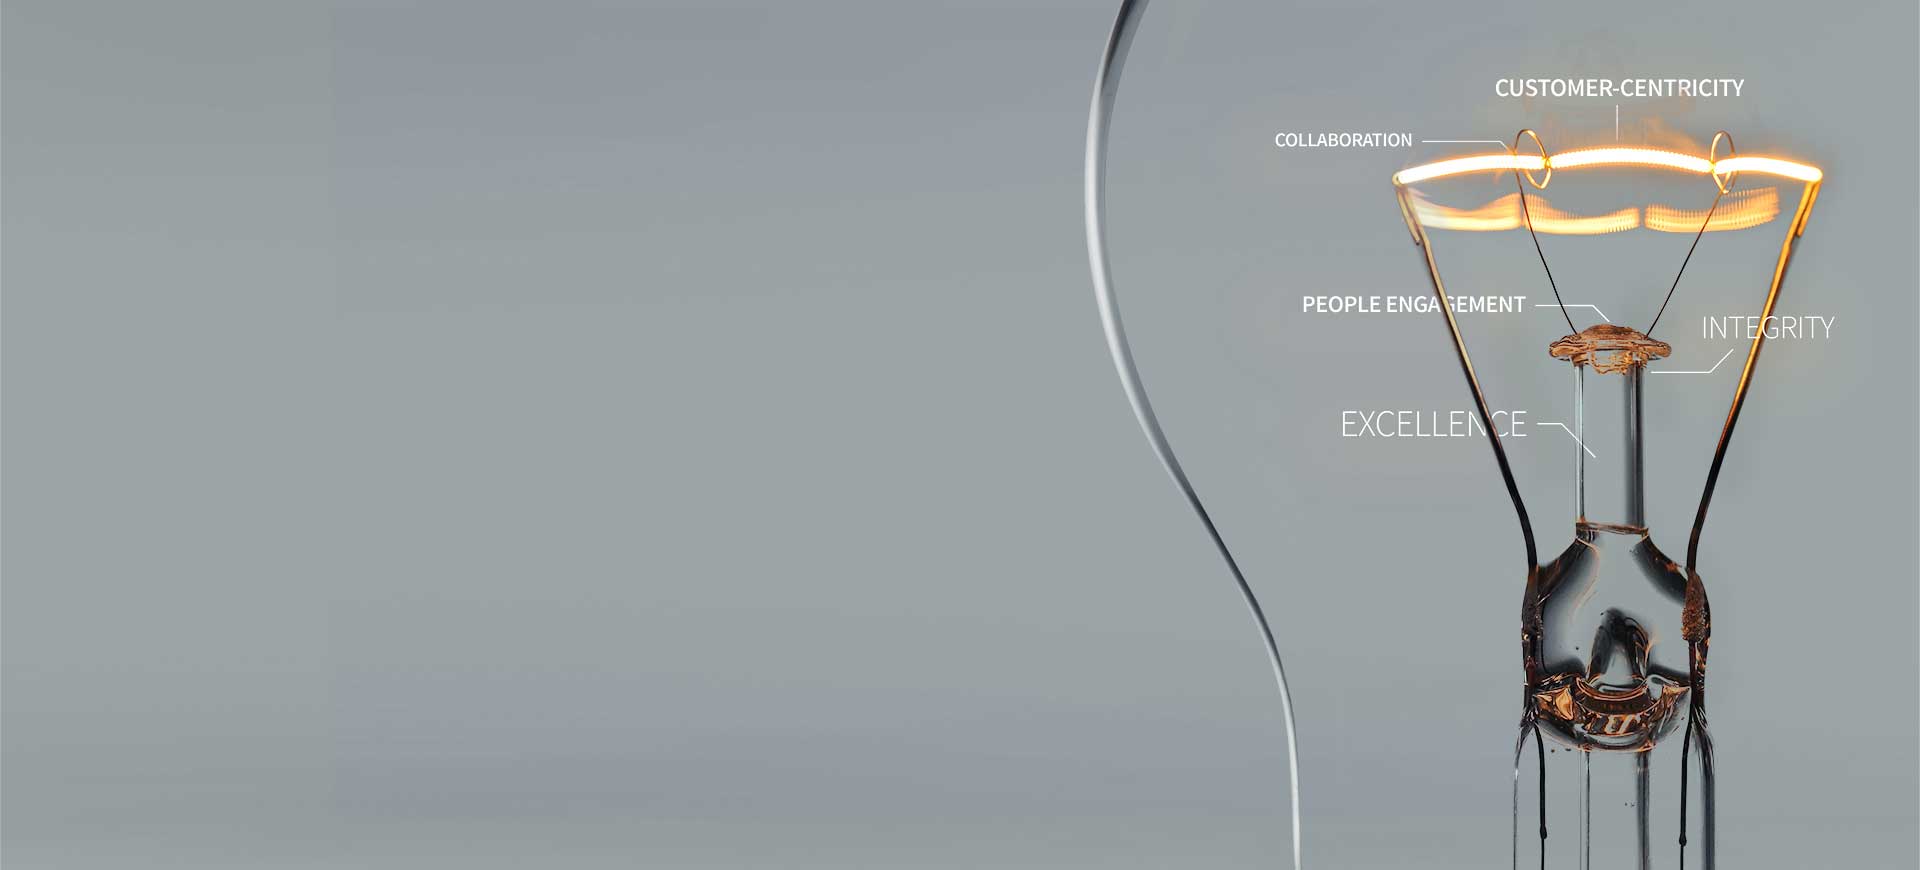 CUSTOMER-CENTRICITY
COLLABORATION
PEOPLE ENGAGEMENT
INTEGRITY
EXCELLENCE